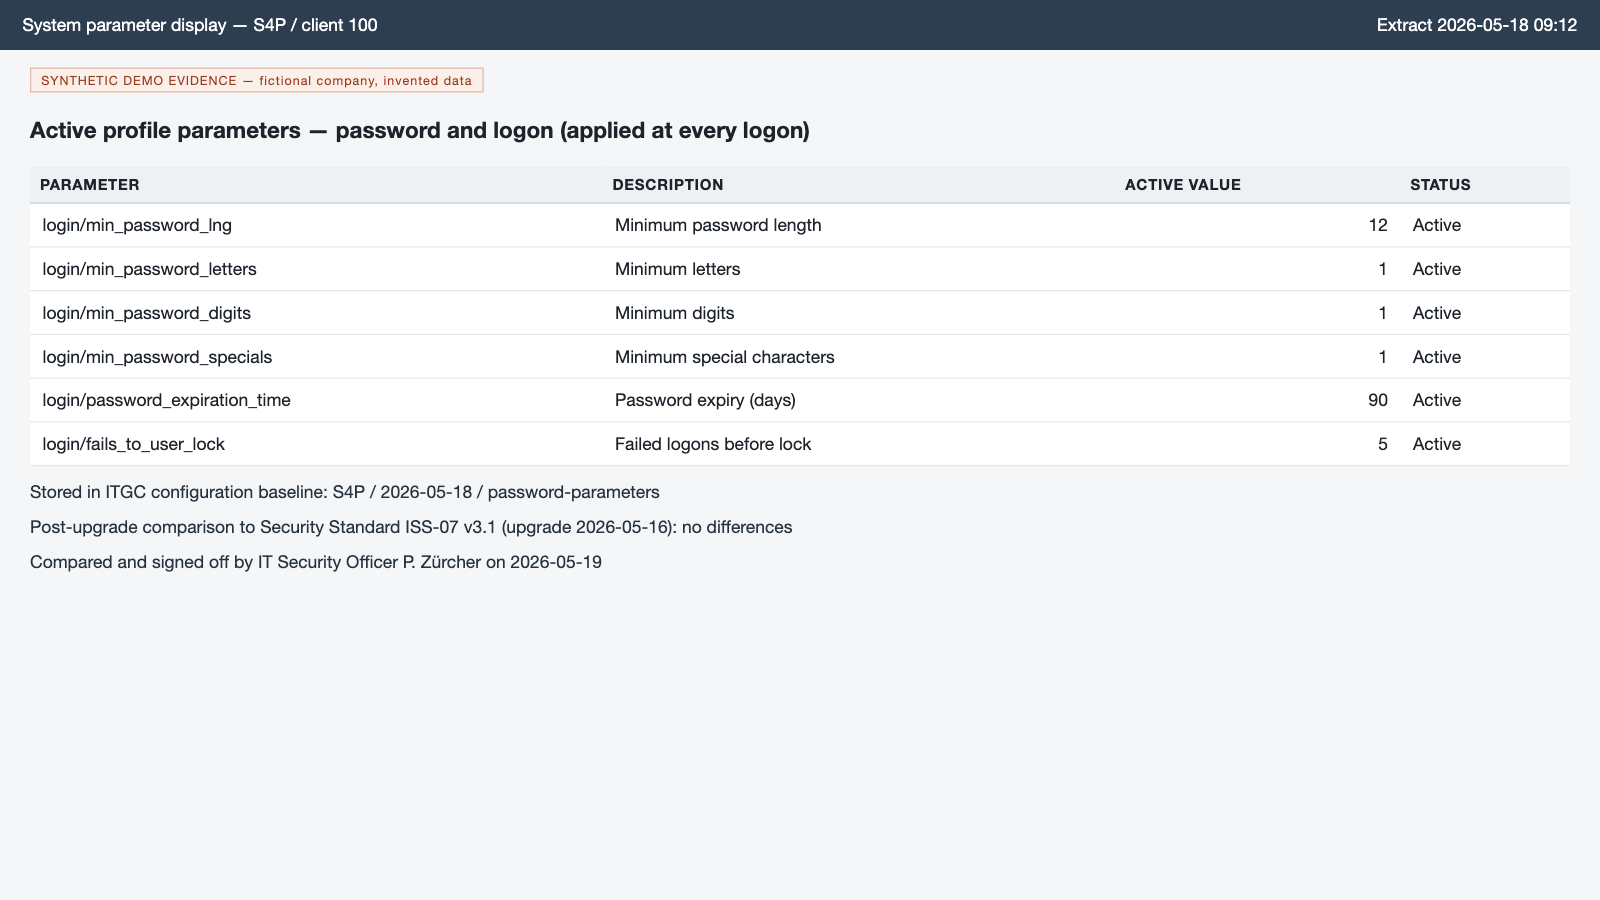 System parameter display — S4P / client 100
Extract 2026-05-18 09:12
SYNTHETIC DEMO EVIDENCE — fictional company, invented data
Active profile parameters — password and logon (applied at every logon)
PARAMETER DESCRIPTION ACTIVE VALUE STATUS
login/min_password_lng Minimum password length 12 Active
login/min_password_letters Minimum letters 1 Active
login/min_password_digits Minimum digits 1 Active
login/min_password_specials Minimum special characters 1 Active
login/password_expiration_time Password expiry (days) 90 Active
login/fails_to_user_lock Failed logons before lock 5 Active
Stored in ITGC configuration baseline: S4P / 2026-05-18 / password-parameters
Post-upgrade comparison to Security Standard ISS-07 v3.1 (upgrade 2026-05-16): no differences
Compared and signed off by IT Security Officer P. Zürcher on 2026-05-19